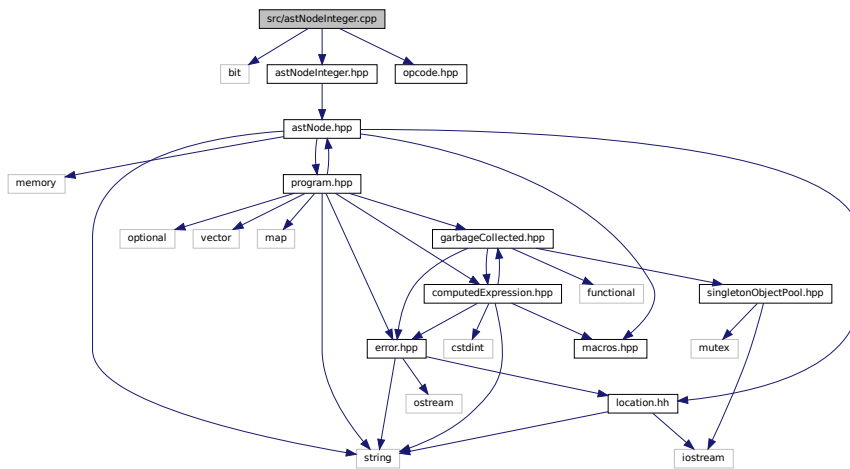 src/astNodeInteger.cpp
bit
astNodeInteger.hpp
opcode.hpp
astNode.hpp
memory
program.hpp
optional
vector
map
garbageCollected.hpp
computedExpression.hpp
functional
singletonObjectPool.hpp
error.hpp
cstdint
macros.hpp
mutex
ostream
location.hh
string
iostream